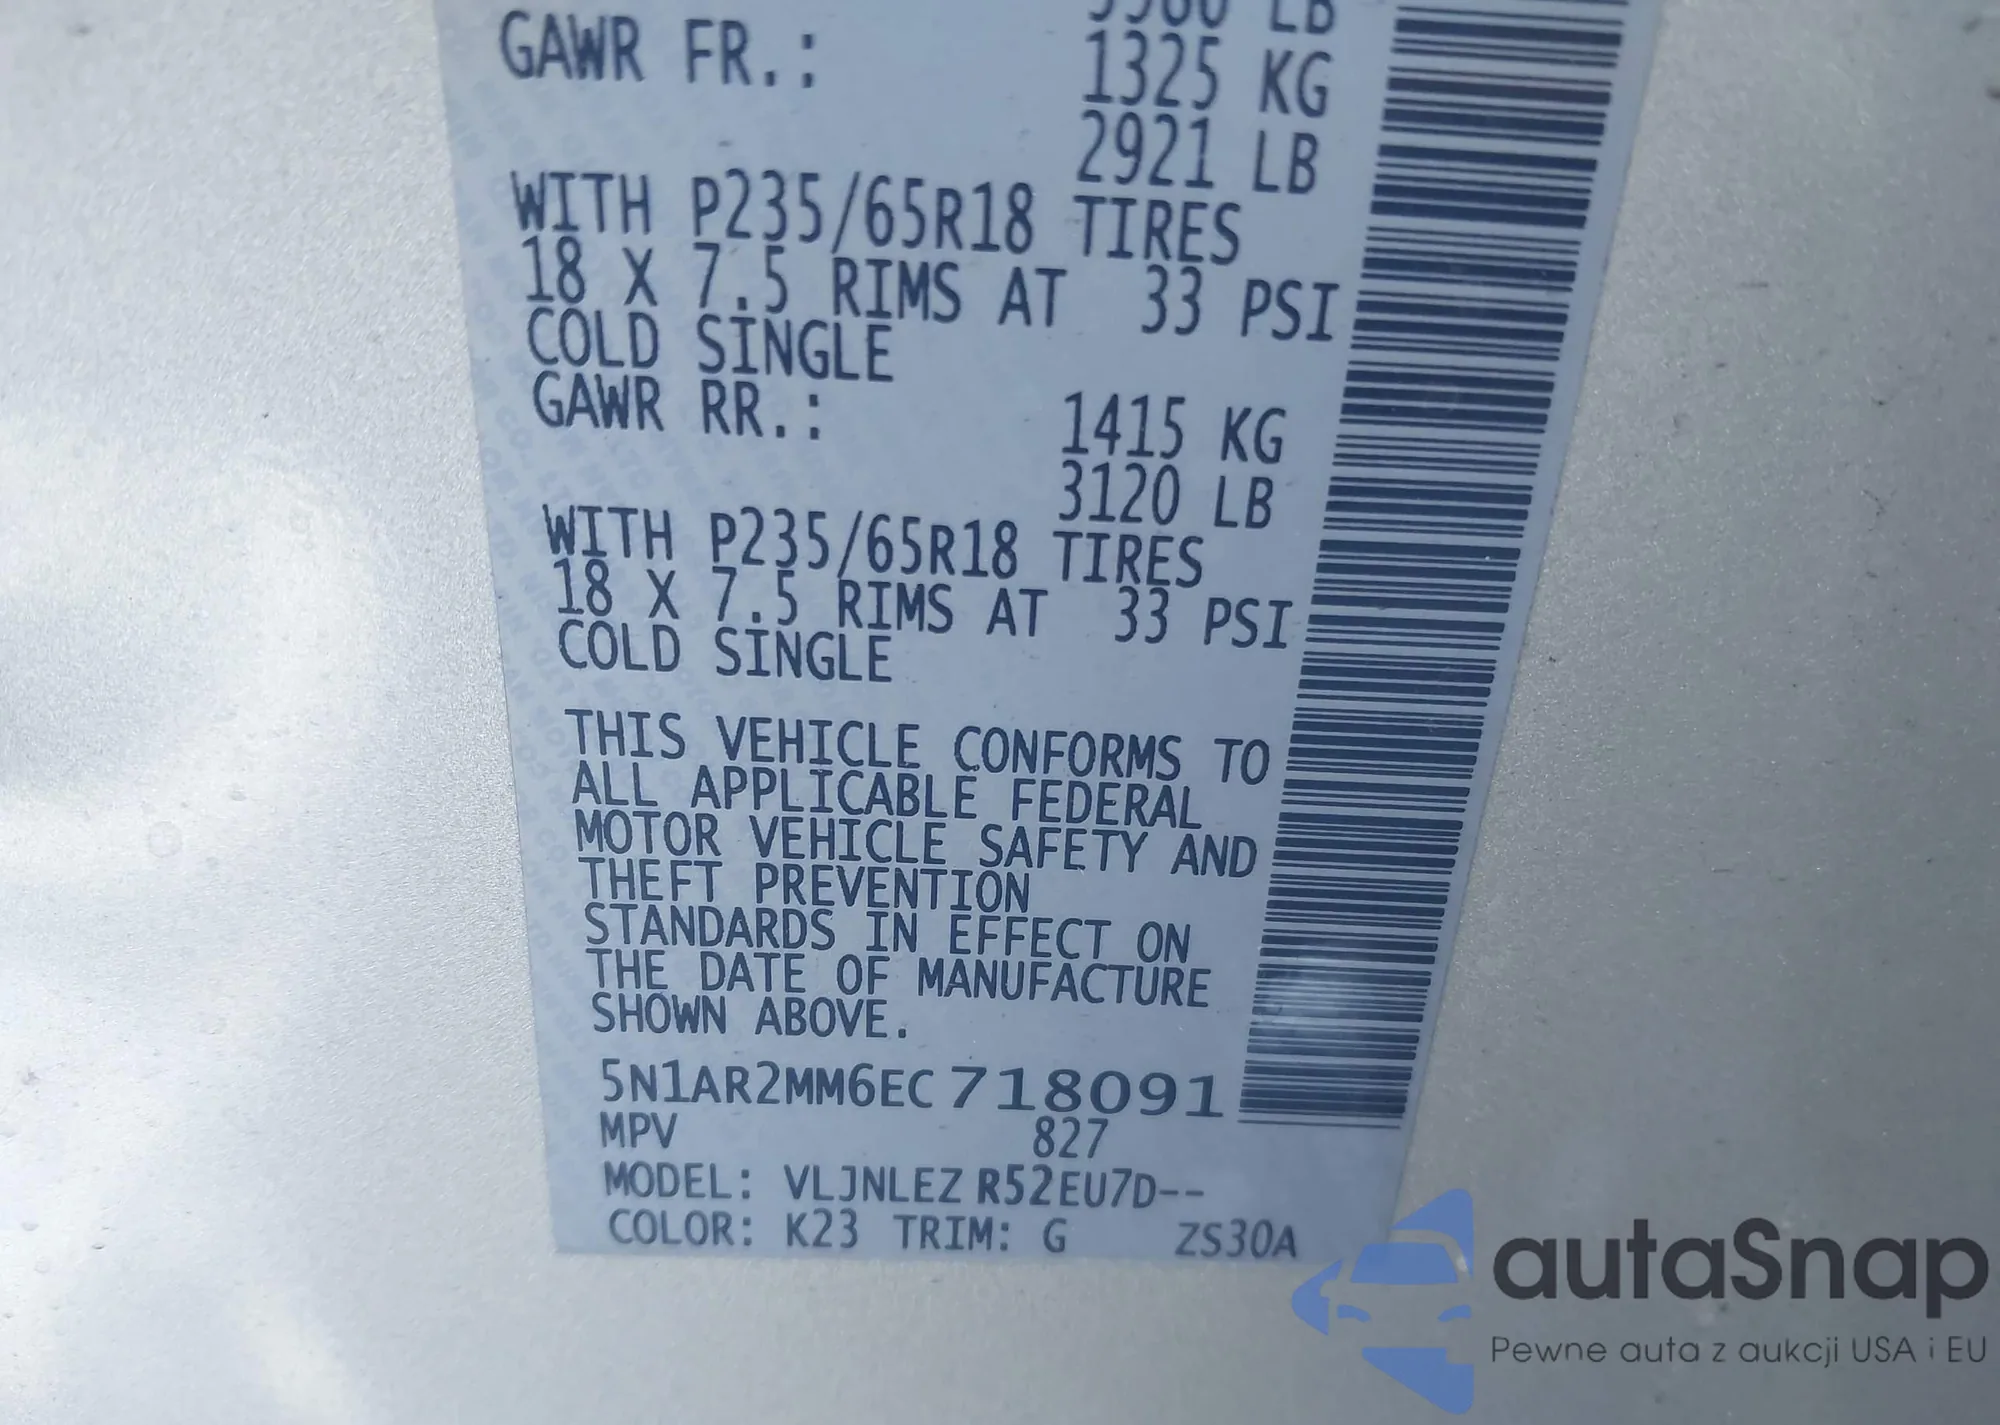 LB
GAWR FR.: 1325 KG
2921 LB
WITH P235/65R18 TIRES
18 X 7.5 RIMS AT 33 PSI
COLD SINGLE
GAWR RR.: 1415 KG
3120 LB
WITH P235/65R18 TIRES
18 X 7.5 RIMS AT 33 PSI
COLD SINGLE
THIS VEHICLE CONFORMS TO
ALL APPLICABLE FEDERAL
MOTOR VEHICLE SAFETY AND
THEFT PREVENTION
STANDARDS IN EFFECT ON
THE DATE OF MANUFACTURE
SHOWN ABOVE.
5N1AR2MM6EC718091
MPV 827
MODEL: VLJNLEZ R52EU7D--
COLOR: K23 TRIM: G ZS30A
autaSnap
Pewne auta z aukcji USA i EU